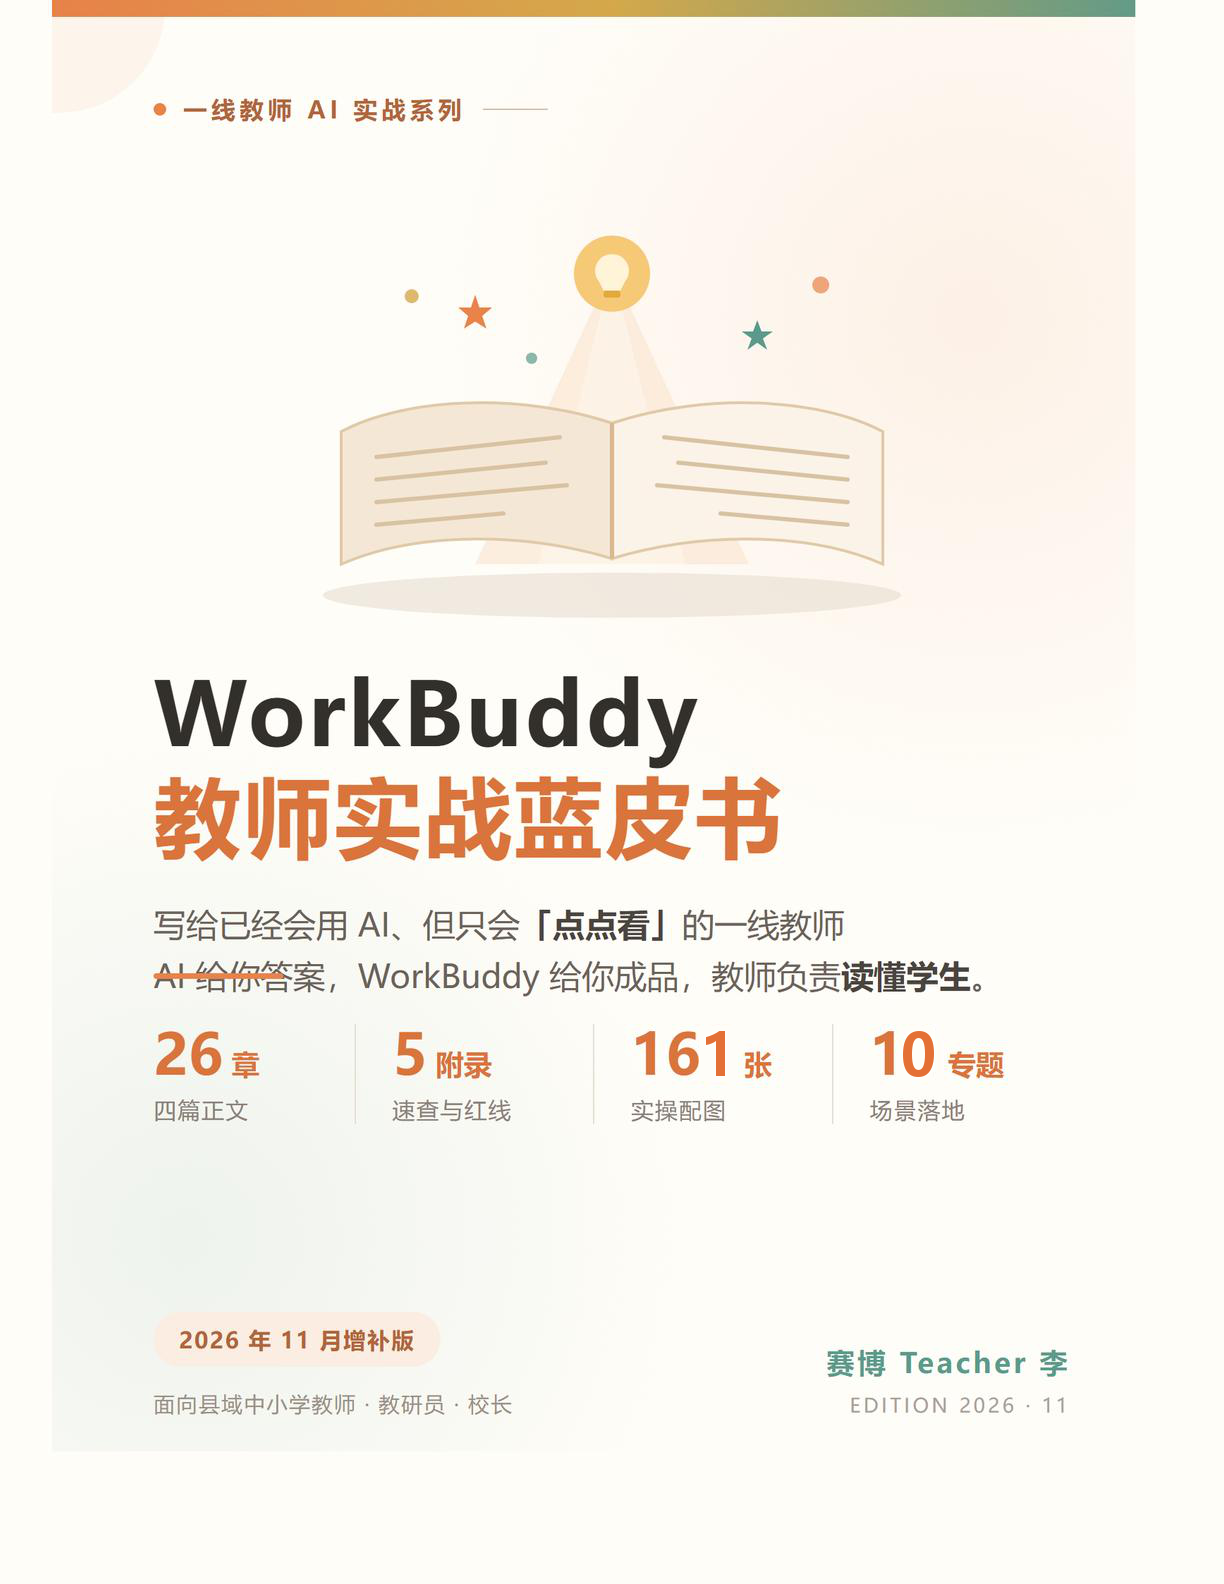 一线教师 AI 实战系列
WorkBuddy
教师实战蓝皮书
写给已经会用 AI、但只会「点点看」的一线教师
AI 给你答案，WorkBuddy 给你成品，教师负责读懂学生。
26 章
四篇正文
5 附录
速查与红线
161 张
实操配图
10 专题
场景落地
2026 年 11 月增补版
面向县域中小学教师 · 教研员 · 校长
赛博 Teacher 李
EDITION 2026 · 11